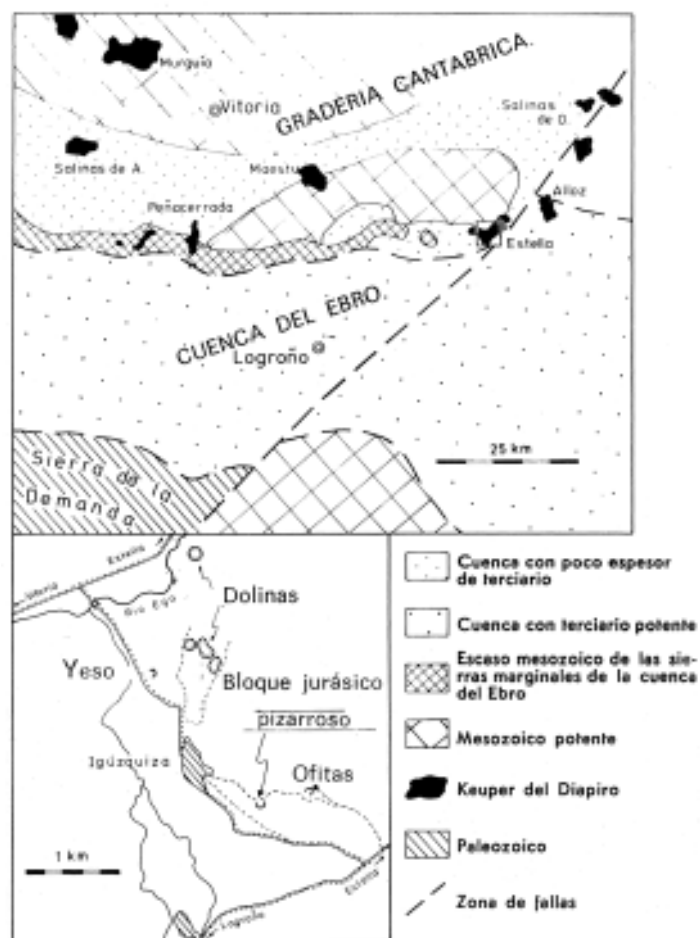 Murguia
GRADERIA CANTABRICA.
Vitoria
Salinas
de O.
Salinas de A.
Maestu
Alloz
Peñacerrada
Estella
CUENCA DEL EBRO.
Logroño
25 km
Sierra de la
Demanda
Estella
Vitoria
Rio Ega
Dolinas
Yeso
Bloque jurásico
pizarroso
Igúzquiza
Ofitas
1 km
Estella
Logroño
Cuenca con poco espesor
de terciario
Cuenca con terciario potente
Escaso mesozoico de las sie-
rras marginales de la cuenca
del Ebro
Mesozoico potente
Keuper del Diapiro
Paleozoico
Zona de fallas